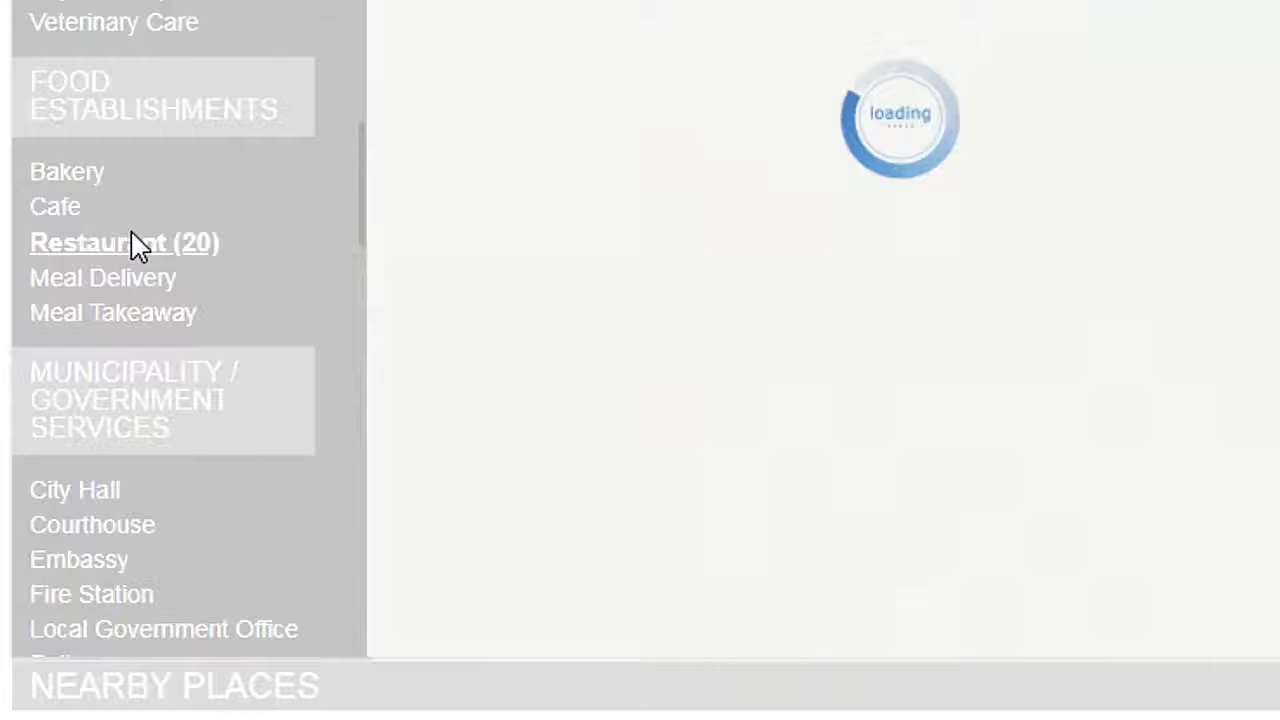 Veterinary Care
FOOD
ESTABLISHMENTS
Bakery
Cafe
Restaurant (20)
Meal Delivery
Meal Takeaway
MUNICIPALITY /
GOVERNMENT
SERVICES
City Hall
Courthouse
Embassy
Fire Station
Local Government Office
NEARBY PLACES
loading